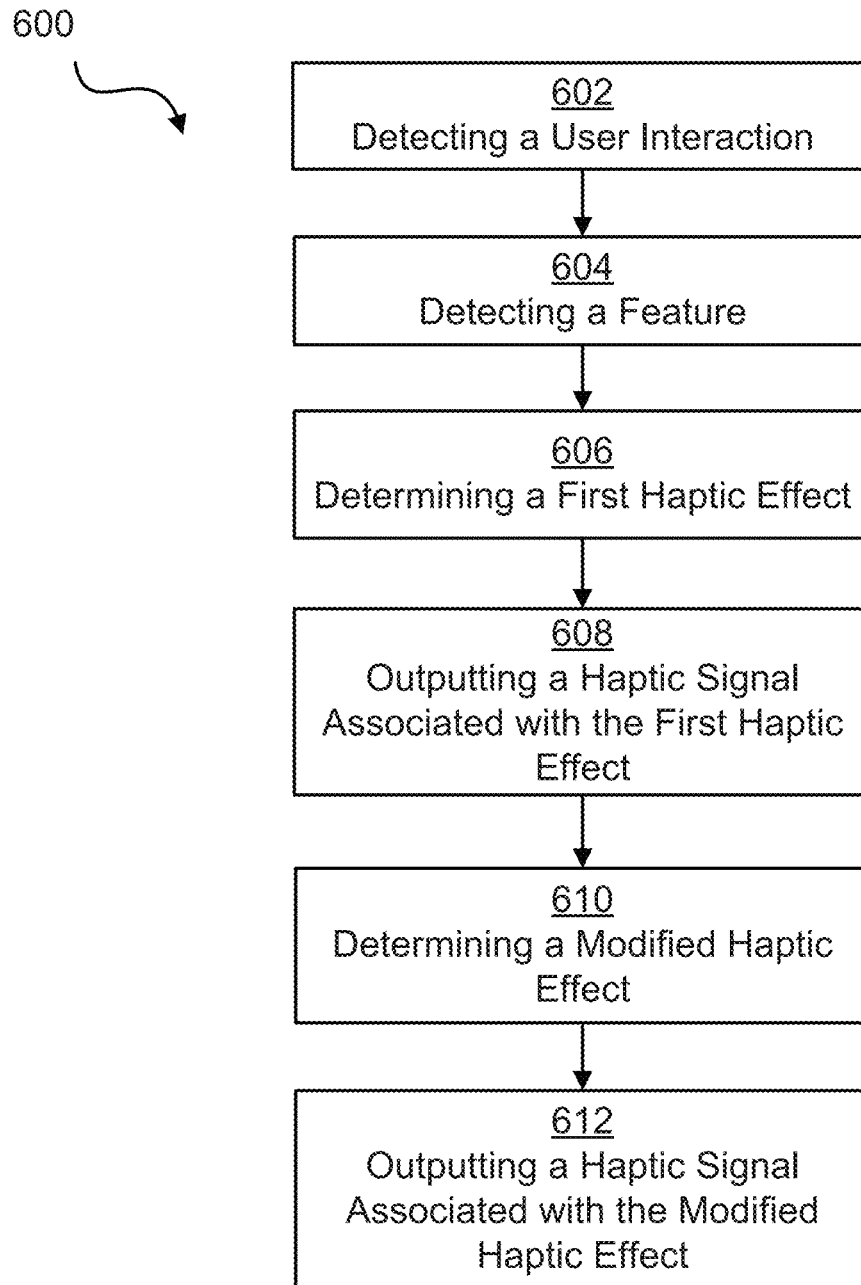 600
602
Detecting a User Interaction
604
Detecting a Feature
606
Determining a First Haptic Effect
608
Outputting a Haptic Signal
Associated with the First Haptic
Effect
610
Determining a Modified Haptic
Effect
612
Outputting a Haptic Signal
Associated with the Modified
Haptic Effect